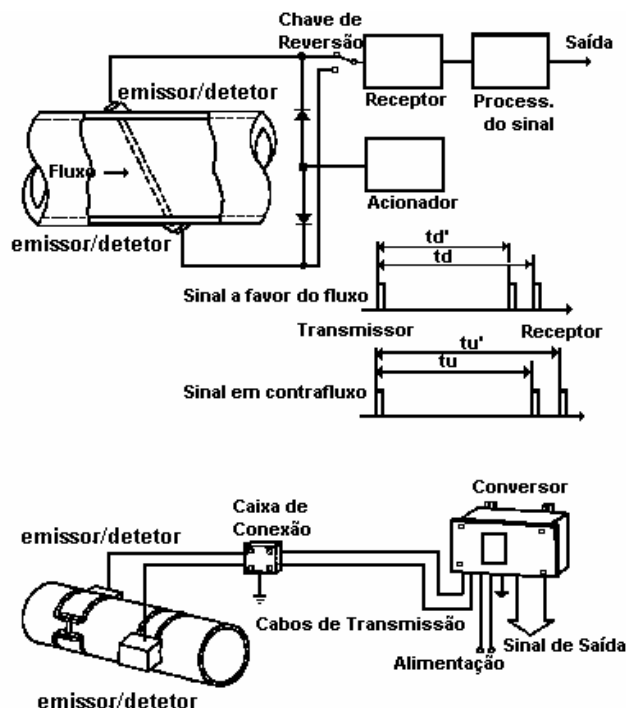 Chave de
Reversão
Saída
emissor/detetor
Receptor
Process.
do sinal
Fluxo
Acionador
emissor/detetor
td'
td
Sinal a favor do fluxo
Transmissor
Receptor
tu'
tu
Sinal em contrafluxo
Conversor
Caixa de
Conexão
emissor/detetor
Cabos de Transmissão
Sinal de Saída
Alimentação
emissor/detetor